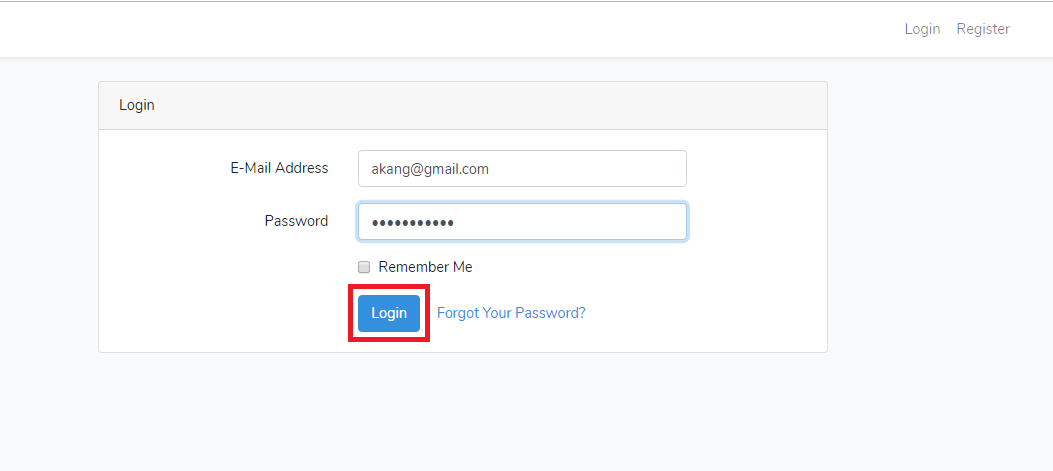 Login Register
Login
E-Mail Address akang@gmail.com
Password •••••••••••
Remember Me
Login Forgot Your Password?